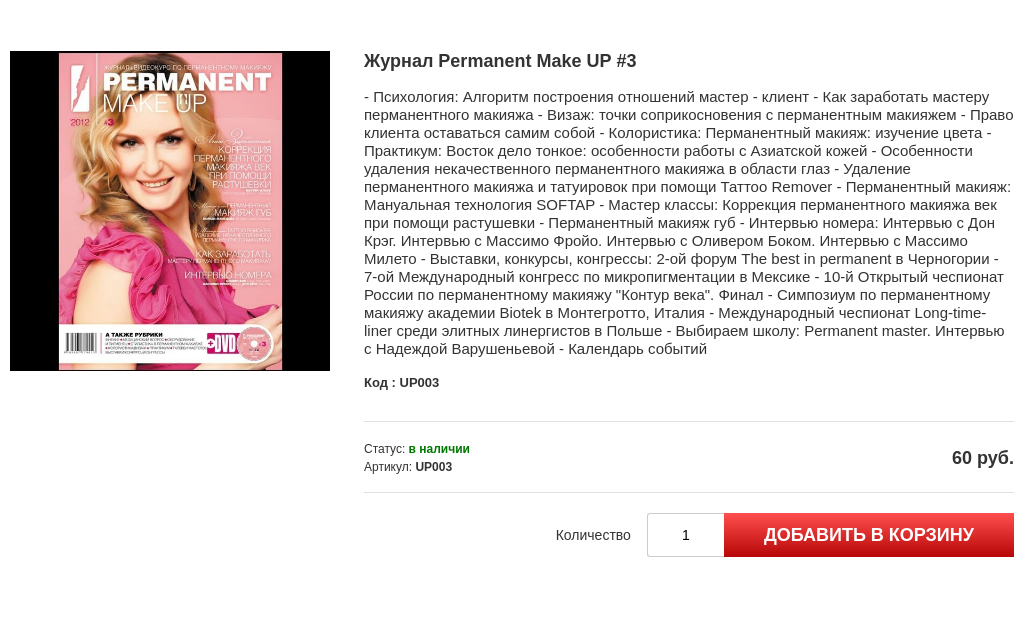 ЖУРНАЛ+ВИДЕОКУРС ПО ПЕРМАНЕНТНОМУ МАКИЯЖУ
PERMANENT
MAKE UP
2012 #3
КОРРЕКЦИЯ
ПЕРМАНЕНТНОГО
МАКИЯЖА ВЕК
ПРИ ПОМОЩИ
РАСТУШЕВКИ
ПЕРМАНЕНТНЫЙ
МАКИЯЖ ГУБ
КАК ЗАРАБОТАТЬ
МАСТЕРУ ПЕРМАНЕНТНОГО МАКИЯЖА?
ИНТЕРВЬЮ НОМЕРА
А ТАКЖЕ РУБРИКИ
+DVD
Журнал Permanent Make UP #3
- Психология: Алгоритм построения отношений мастер - клиент - Как заработать мастеру
перманентного макияжа - Визаж: точки соприкосновения с перманентным макияжем - Право
клиента оставаться самим собой - Колористика: Перманентный макияж: изучение цвета -
Практикум: Восток дело тонкое: особенности работы с Азиатской кожей - Особенности
удаления некачественного перманентного макияжа в области глаз - Удаление
перманентного макияжа и татуировок при помощи Tattoo Remover - Перманентный макияж:
Мануальная технология SOFTAP - Мастер классы: Коррекция перманентного макияжа век
при помощи растушевки - Перманентный макияж губ - Интервью номера: Интервью с Дон
Крэг. Интервью с Массимо Фройо. Интервью с Оливером Боком. Интервью с Массимо
Милето - Выставки, конкурсы, конгрессы: 2-ой форум The best in permanent в Черногории -
7-ой Международный конгресс по микропигментации в Мексике - 10-й Открытый чеспионат
России по перманентному макияжу "Контур века". Финал - Симпозиум по перманентному
макияжу академии Biotek в Монтегротто, Италия - Международный чеспионат Long-time-
liner среди элитных линергистов в Польше - Выбираем школу: Permanent master. Интервью
с Надеждой Варушеньевой - Календарь событий
Код : UP003
Статус: в наличии
Артикул: UP003
60 руб.
Количество 1 ДОБАВИТЬ В КОРЗИНУ